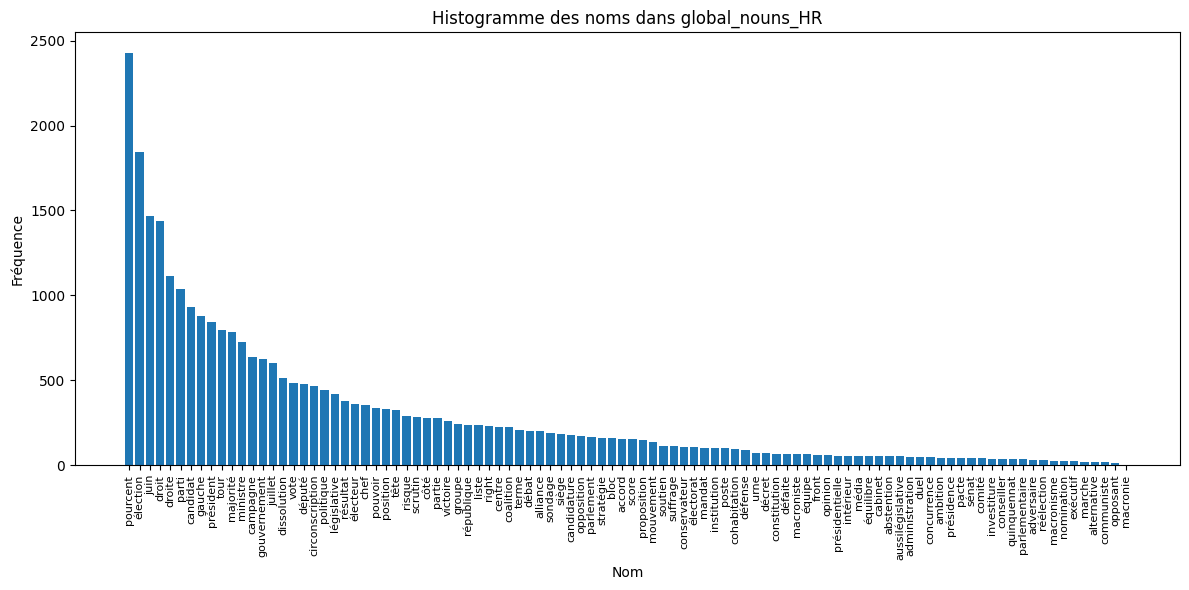 Histogramme des noms dans global_nouns_HR
Fréquence
2500
2000
1500
1000
500
0
pourcent
élection
juin
droit
droite
parti
candidat
gauche
président
tour
majorité
ministre
campagne
gouvernement
juillet
dissolution
vote
député
circonscription
politique
législative
résultat
électeur
chef
pouvoir
position
tête
risque
scrutin
côté
partie
victoire
groupe
république
liste
right
centre
coalition
terme
débat
alliance
sondage
siège
candidature
opposition
parlement
stratégie
bloc
accord
score
proposition
mouvement
soutien
suffrage
conservateur
électorat
mandat
institution
poste
cohabitation
défense
urne
décret
constitution
défaite
macroniste
équipe
front
opinion
présidentielle
intérieur
média
équilibre
cabinet
abstention
aussilégislative
administration
duel
concurrence
ambition
présidence
pacte
sénat
comité
investiture
conseiller
quinquennat
parlementaire
adversaire
réélection
macronisme
nomination
exécutif
marche
alternative
communiste
opposant
macronie
Nom